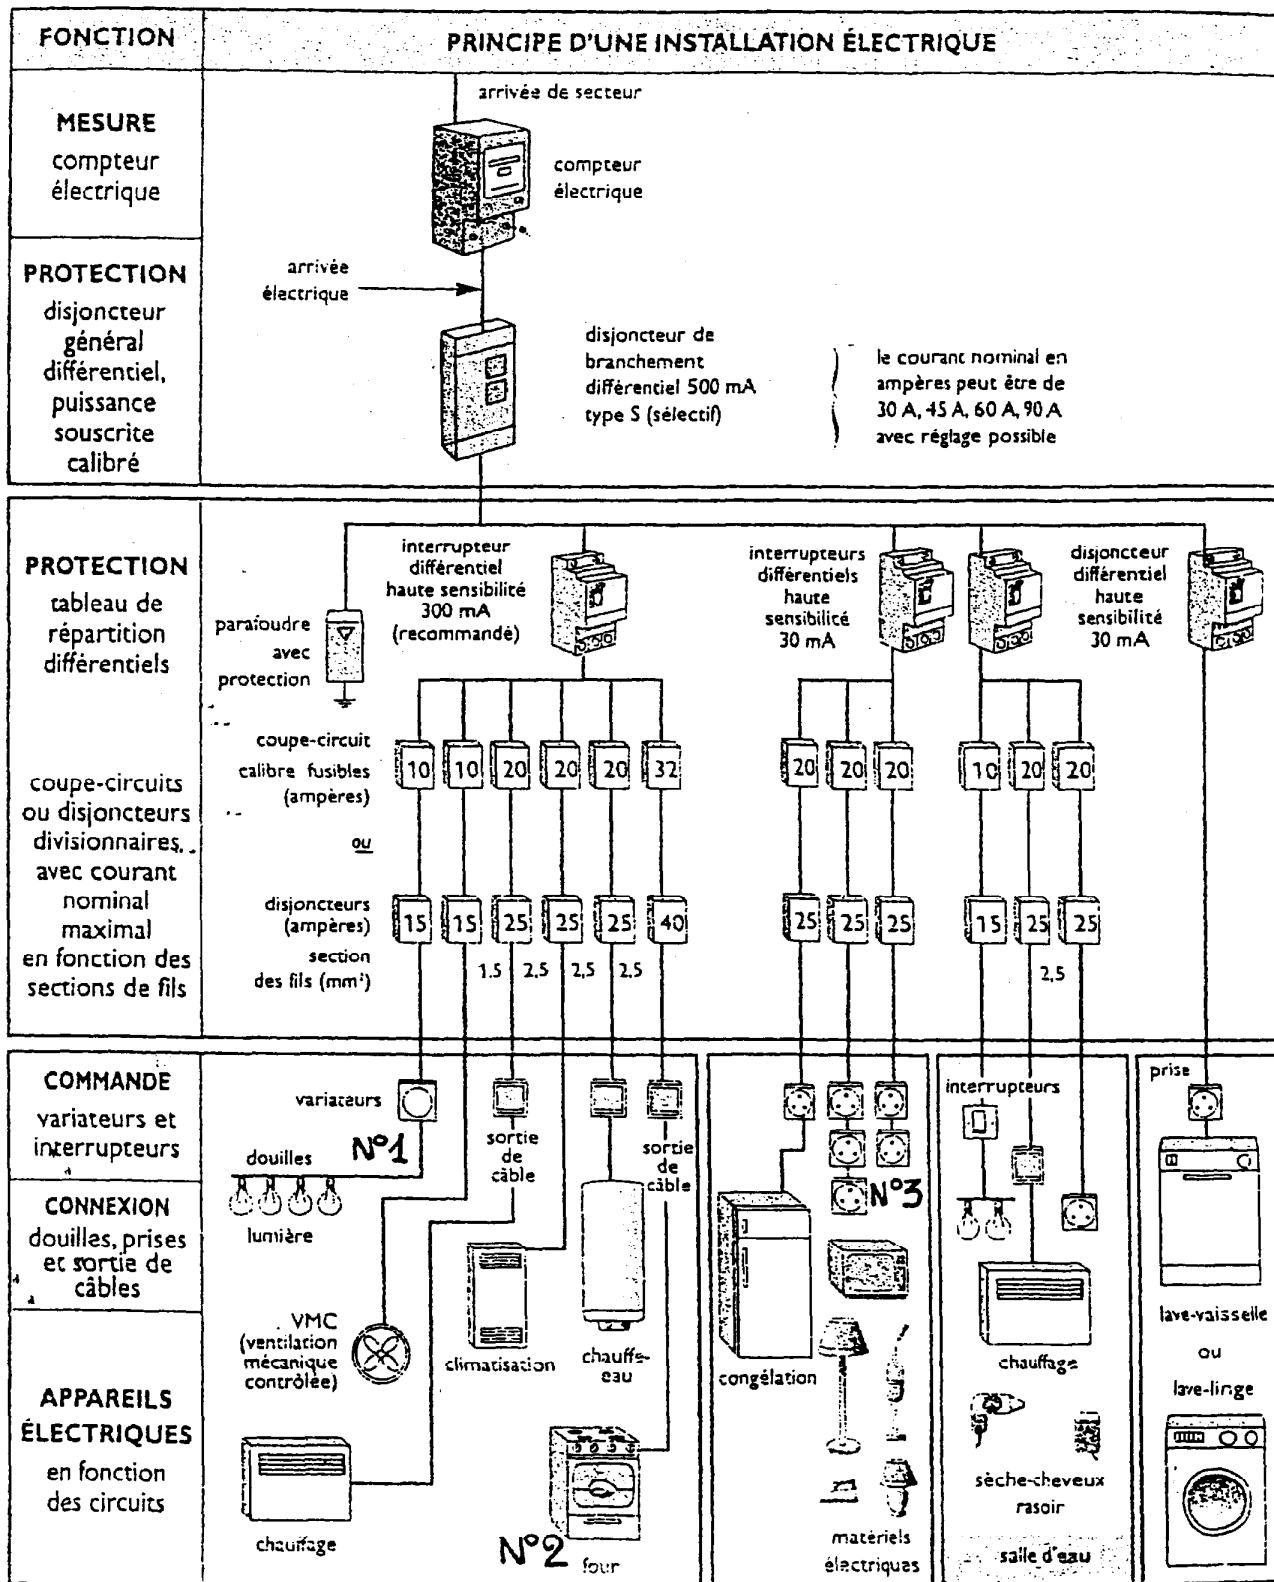 FONCTION
PRINCIPE D'UNE INSTALLATION ÉLECTRIQUE
MESURE
compteur
électrique
arrivée de secteur
compteur
électrique
PROTECTION
disjoncteur
général
différentiel,
puissance
souscrite
calibré
arrivée
électrique
disjoncteur de
branchement
différentiel 500 mA
type S (sélectif)
le courant nominal en
ampères peut être de
30 A, 45 A, 60 A, 90 A
avec réglage possible
PROTECTION
tableau de
répartition
différentiels
paraioudre
avec
protection
interrupteur
différentiel
haute sensibilité
300 mA
(recommandé)
interrupteurs
différentiels
haute
sensibilité
30 mA
disjoncteur
différentiel
haute
sensibilité
30 mA
coupe-circuits
ou disjoncteurs
divisionnaires,
avec courant
nominal
maximal
en fonction des
sections de fils
coupe-circuit
calibre fusibles
(ampères)
10 10 20 20 20 32 20 20 20 10 20 20
ou
disjoncteurs
(ampères)
15 15 25 25 25 40 25 25 25 15 25 25
section
des fils (mm²)
1.5 2,5 2,5 2,5 2,5
COMMANDE
variateurs et
interrupteurs
variateurs
N°1
sortie
de
câble
sortie
de
câble
interrupteurs
prise
CONNEXION
douilles, prises
et sortie de
câbles
douilles
lumière
N°3
APPAREILS
ÉLECTRIQUES
en fonction
des circuits
VMC
(ventilation
mécanique
contrôlée)
climatisation
chauffe-
eau
congélation
chauffage
lave-vaisselle
ou
lave-linge
chauffage
N°2
four
matériels
électriques
sèche-cheveux
rasoir
salle d'eau